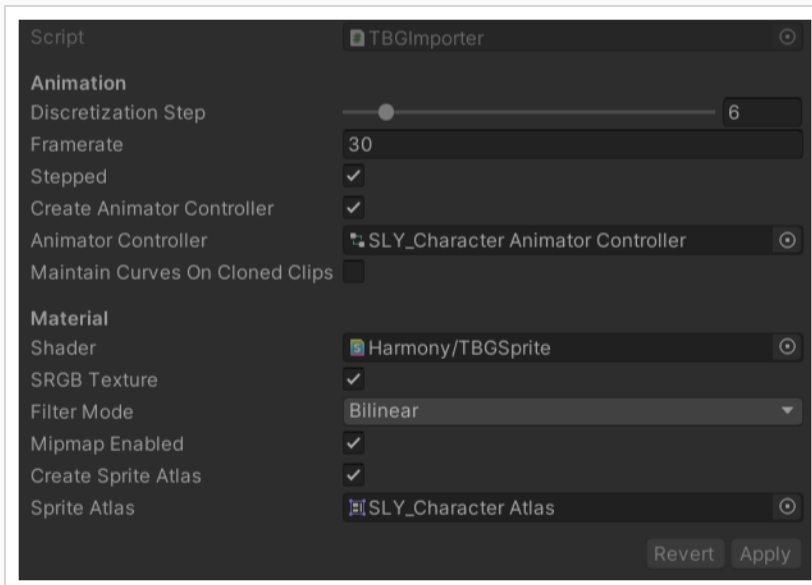 Script TBGImporter
Animation
Discretization Step 6
Framerate 30
Stepped
Create Animator Controller
Animator Controller SLY_Character Animator Controller
Maintain Curves On Cloned Clips
Material
Shader Harmony/TBGSprite
SRGB Texture
Filter Mode Bilinear
Mipmap Enabled
Create Sprite Atlas
Sprite Atlas SLY_Character Atlas
Revert Apply